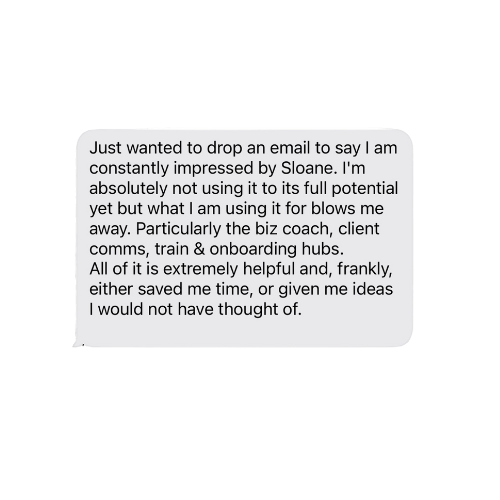 Just wanted to drop an email to say I am
constantly impressed by Sloane. I'm
absolutely not using it to its full potential
yet but what I am using it for blows me
away. Particularly the biz coach, client
comms, train & onboarding hubs.
All of it is extremely helpful and, frankly,
either saved me time, or given me ideas
I would not have thought of.